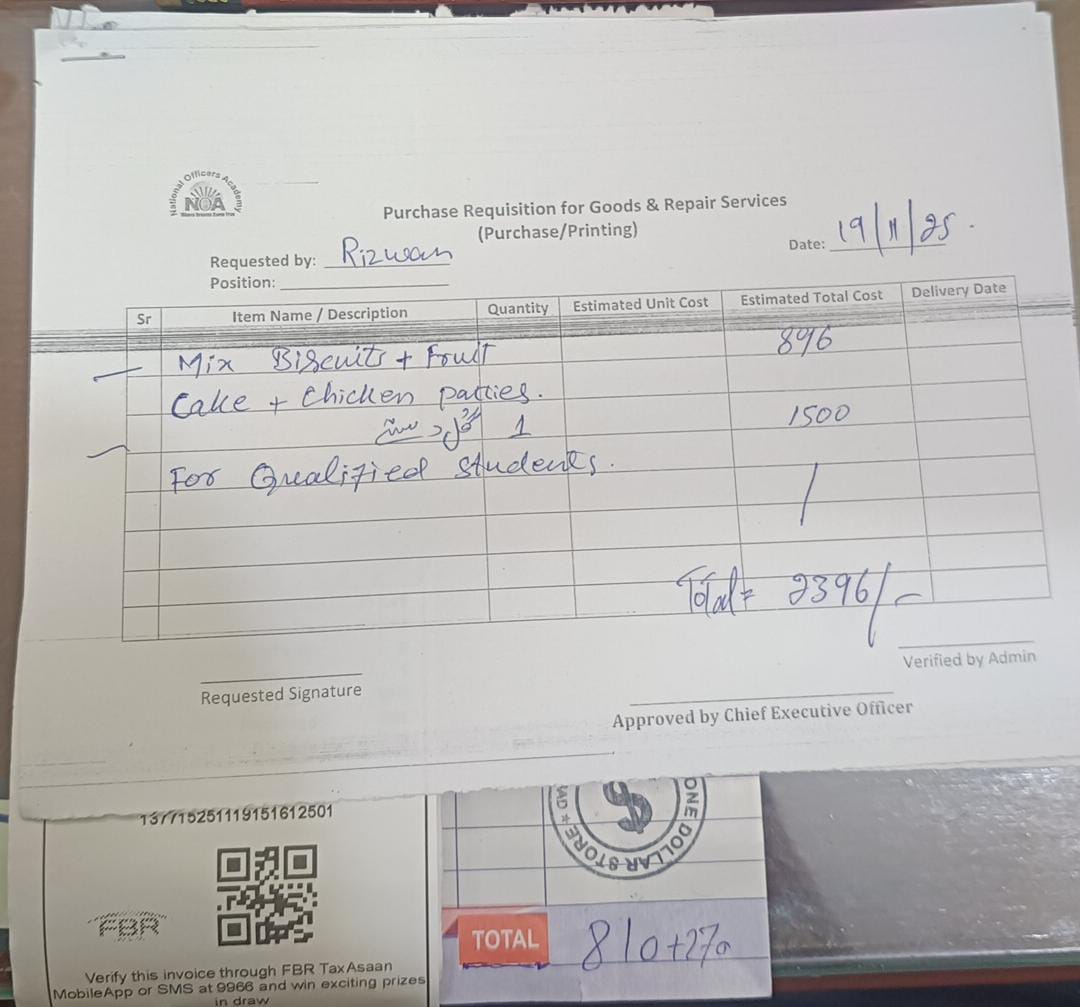 National Officers Academy
NOA
Purchase Requisition for Goods & Repair Services
(Purchase/Printing)
Requested by: Rizwan
Date: 19/11/25.
Position:
Sr Item Name / Description Quantity Estimated Unit Cost Estimated Total Cost Delivery Date
Mix Biscuits + Fruit 896
Cake + Chicken patties.
1 1500
For Qualified Students.
Total = 2396/-
Verified by Admin
Requested Signature
Approved by Chief Executive Officer
137715251119151612501
FBR
Verify this invoice through FBR TaxAsaan
MobileApp or SMS at 9966 and win exciting prizes
in draw
ONE DOLLAR STORE
$
TOTAL 810+270